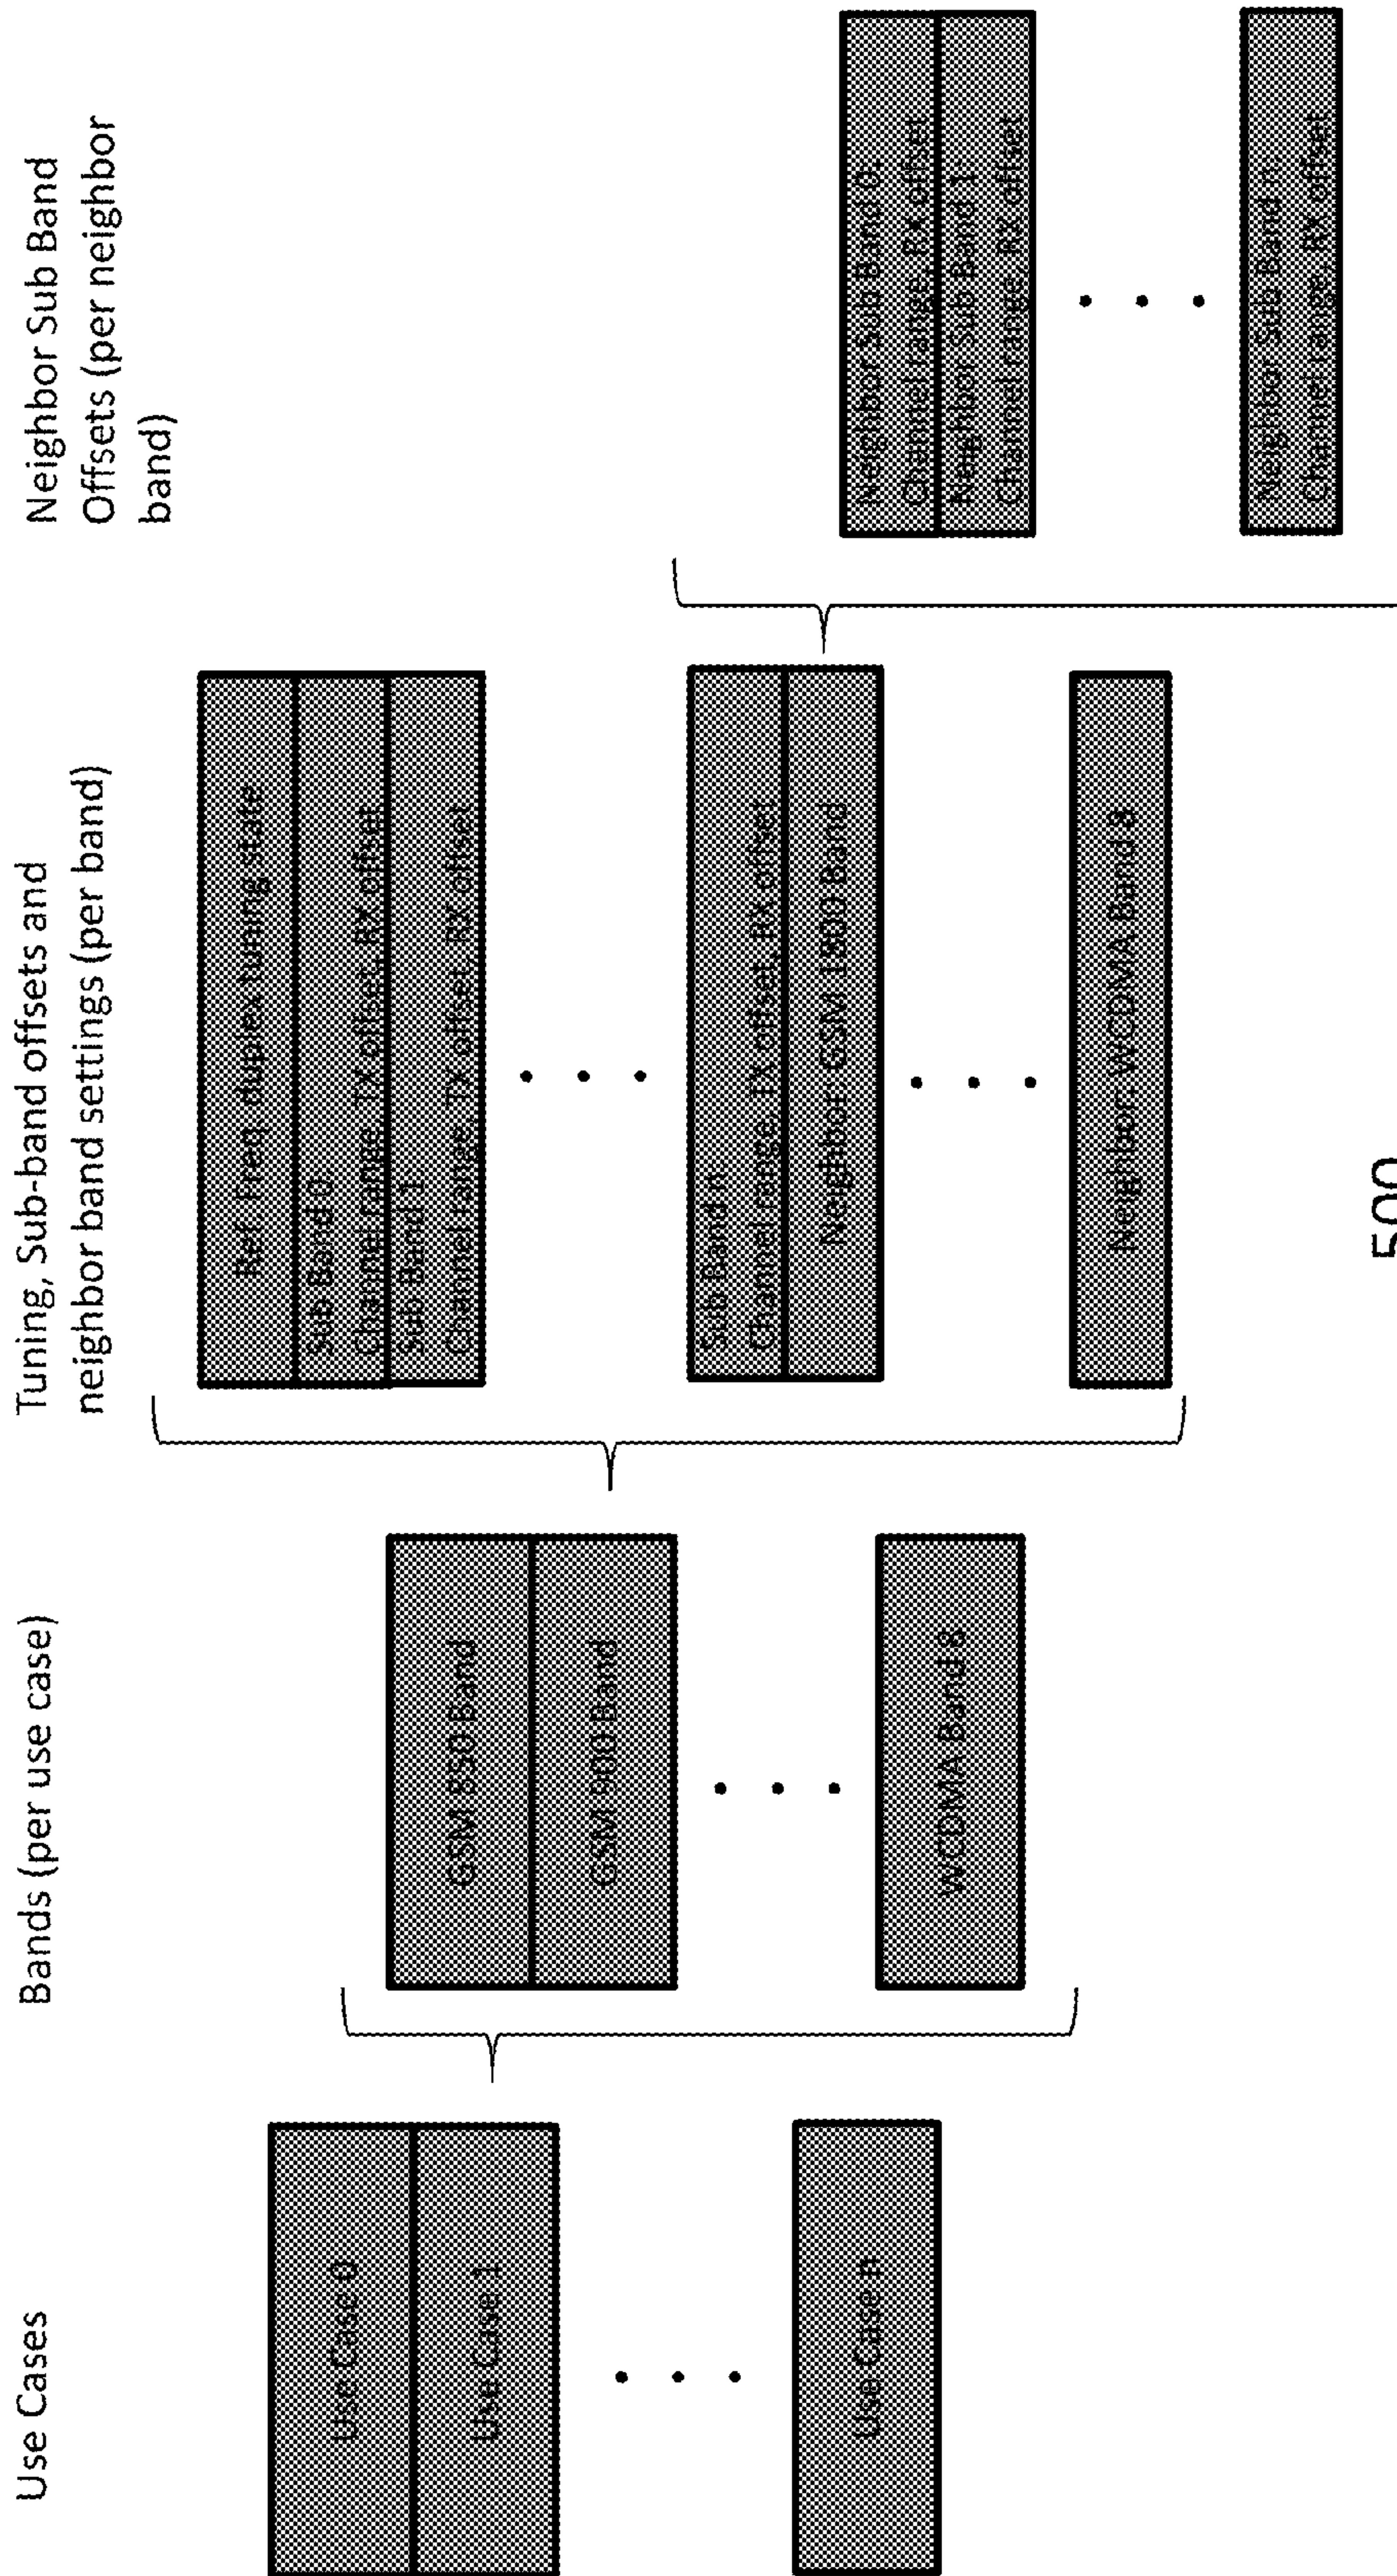 Use Cases
Use Case 0
Use Case 1
Use Case n
Bands (per use case)
GSM 850 Band
GSM 900 Band
WCDMA Band 8
Tuning, Sub-band offsets and
neighbor band settings (per band)
Ref freq. duplex tuning state
Sub Band 0:
Channel range, TX offset, RX offset
Sub Band 1:
Channel range, TX offset, RX offset
Sub Band n:
Channel range, TX offset, RX offset
Neighbor: GSM 1800 Band
Neighbor: WCDMA Band 8
Neighbor Sub Band
Offsets (per neighbor
band)
Neighbor Sub Band 0:
Channel range, RX offset
Neighbor Sub Band 1:
Channel range, RX offset
Neighbor Sub Band n:
Channel range, RX offset
500